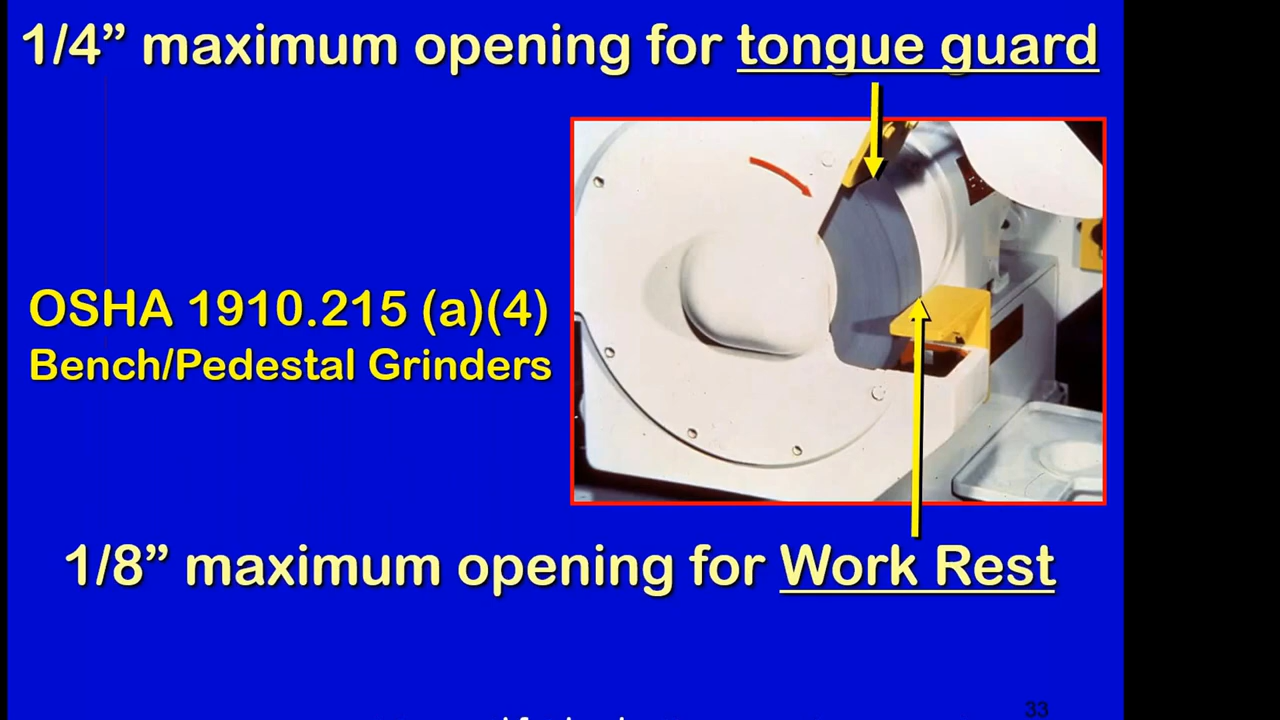 1/4” maximum opening for tongue guard
OSHA 1910.215 (a)(4)
Bench/Pedestal Grinders
1/8” maximum opening for Work Rest
33